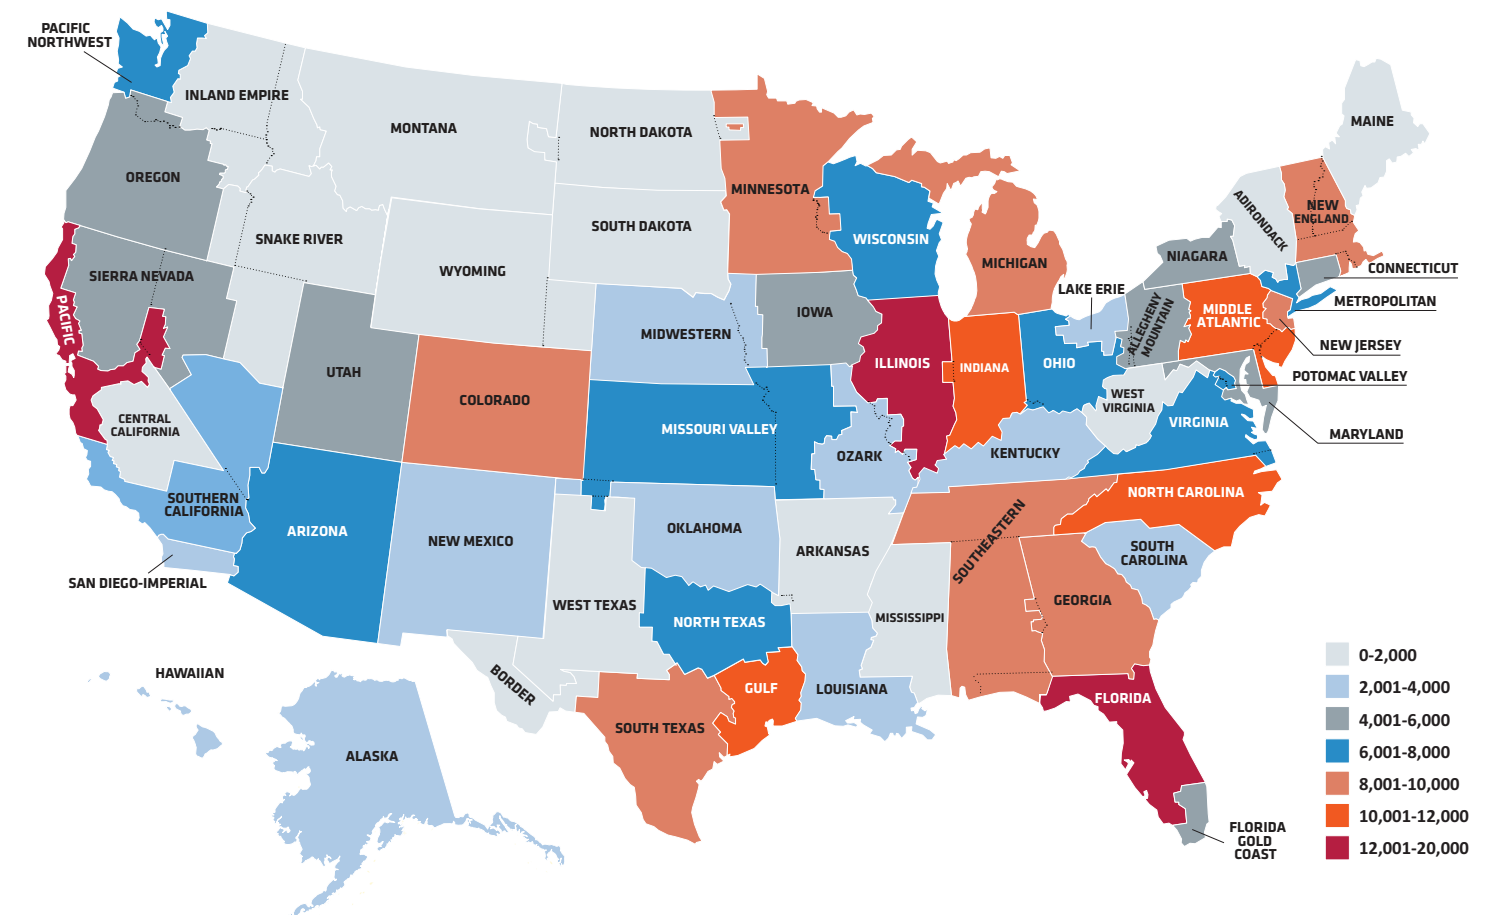 PACIFIC
NORTHWEST
INLAND EMPIRE
MONTANA
NORTH DAKOTA
MINNESOTA
MAINE
OREGON
SNAKE RIVER
WYOMING
SOUTH DAKOTA
WISCONSIN
MICHIGAN
ADIRONDACK
NEW
ENGLAND
NIAGARA
CONNECTICUT
SIERRA NEVADA
PACIFIC
LAKE ERIE
METROPOLITAN
ALLEGHENY
MOUNTAIN
MIDDLE
ATLANTIC
NEW JERSEY
MIDWESTERN
IOWA
ILLINOIS
INDIANA
OHIO
UTAH
COLORADO
POTOMAC VALLEY
WEST
VIRGINIA
VIRGINIA
MARYLAND
CENTRAL
CALIFORNIA
MISSOURI VALLEY
OZARK
KENTUCKY
SOUTHERN
CALIFORNIA
ARIZONA
NEW MEXICO
OKLAHOMA
ARKANSAS
NORTH CAROLINA
SOUTHEASTERN
SOUTH
CAROLINA
SAN DIEGO-IMPERIAL
WEST TEXAS
NORTH TEXAS
MISSISSIPPI
GEORGIA
HAWAIIAN
BORDER
GULF
LOUISIANA
FLORIDA
SOUTH TEXAS
ALASKA
FLORIDA
GOLD
COAST
0-2,000
2,001-4,000
4,001-6,000
6,001-8,000
8,001-10,000
10,001-12,000
12,001-20,000